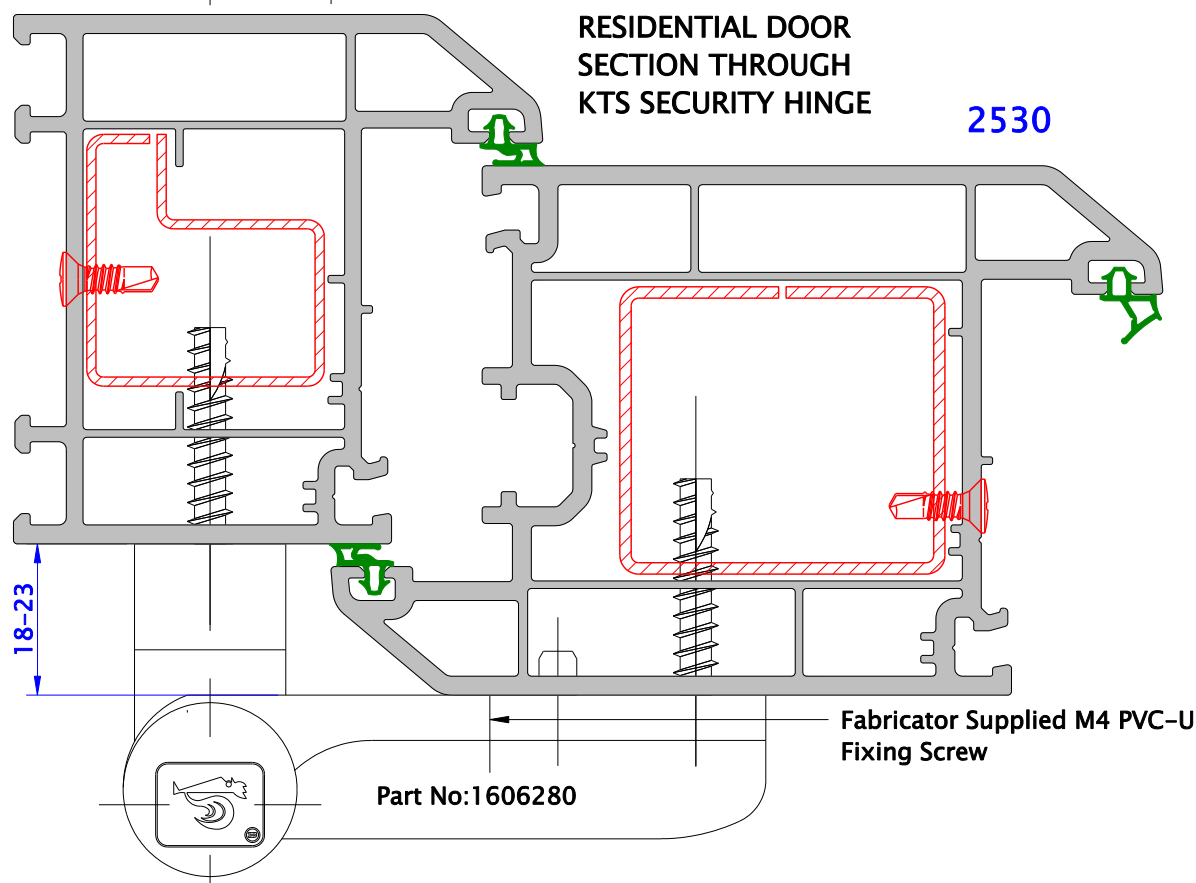 RESIDENTIAL DOOR
SECTION THROUGH
KTS SECURITY HINGE
2530
18-23
Fabricator Supplied M4 PVC-U
Fixing Screw
Part No:1606280